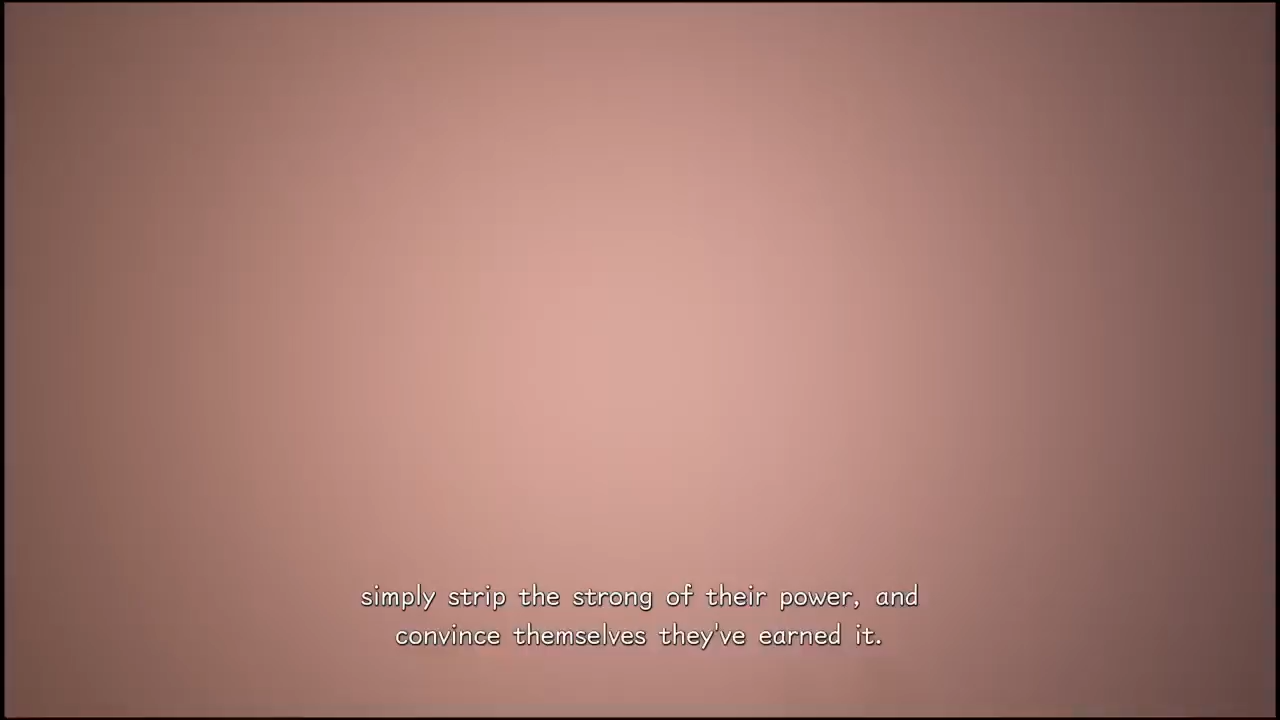 simply strip the strong of their power, and
convince themselves they've earned it.